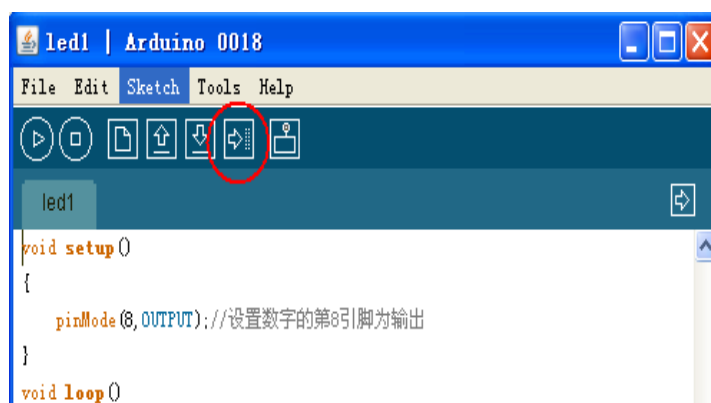 led1 | Arduino 0018
File Edit Sketch Tools Help
led1
void setup()
{
pinMode(8,OUTPUT);//设置数字的第8引脚为输出
}
void loop()